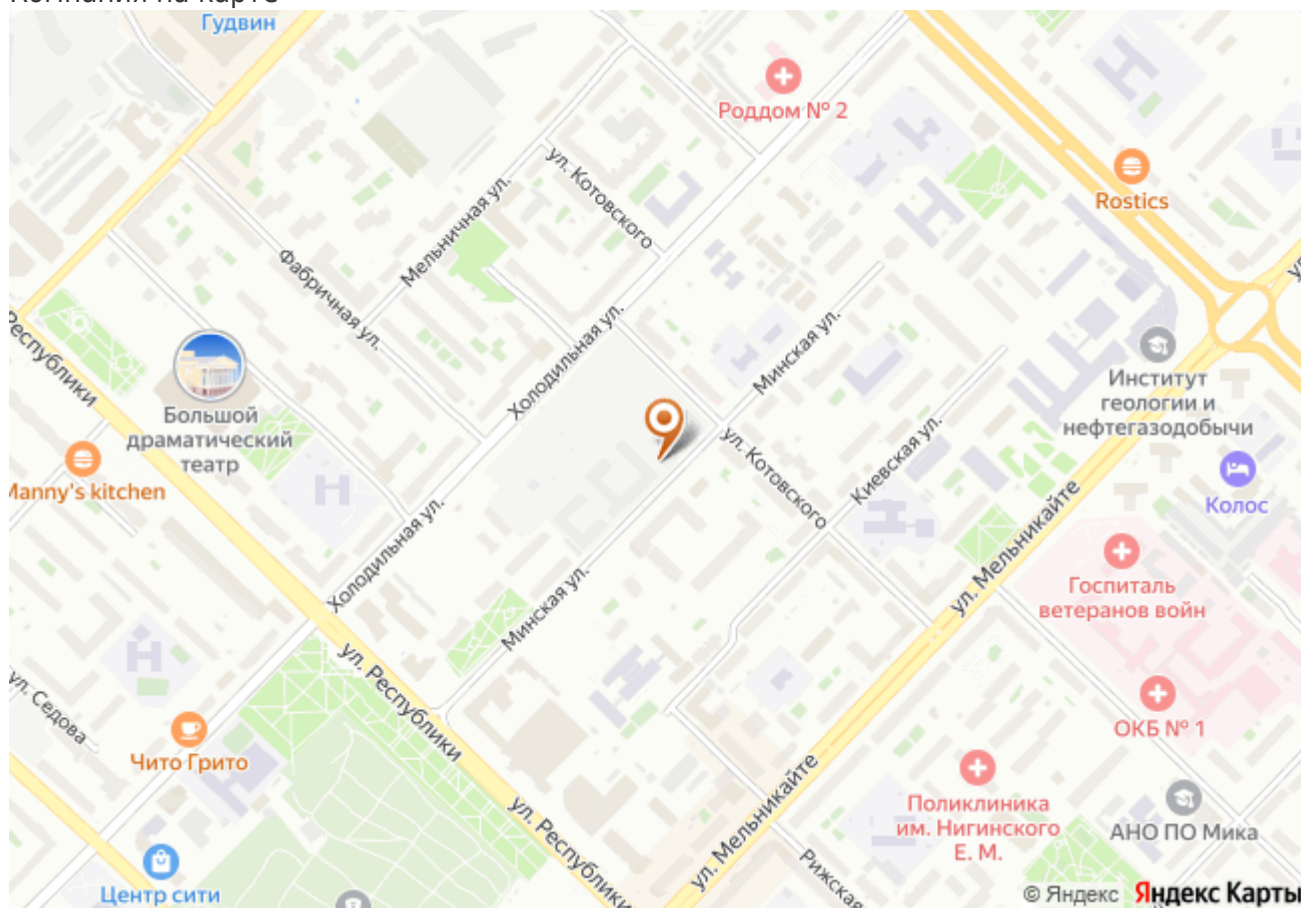 Гудвин
Роддом № 2
ул. Котовского
Rostics
Мельничная ул.
Фабричная ул.
Республики
Большой
драматический
театр
Холодильная ул.
Минская ул.
Институт
геологии и
нефтегазодобычи
Manny's kitchen
ул. Котовского
Киевская ул.
Колос
Холодильная ул.
ул. Мельникайте
Госпиталь
ветеранов войн
Минская ул.
ул. Республики
ул. Седова
ОКБ № 1
Чито Грито
Поликлиника
им. Нигинского
Е. М.
АНО ПО Мика
ул. Мельникайте
ул. Республики
Рижская
Центр сити
© Яндекс Яндекс Карты